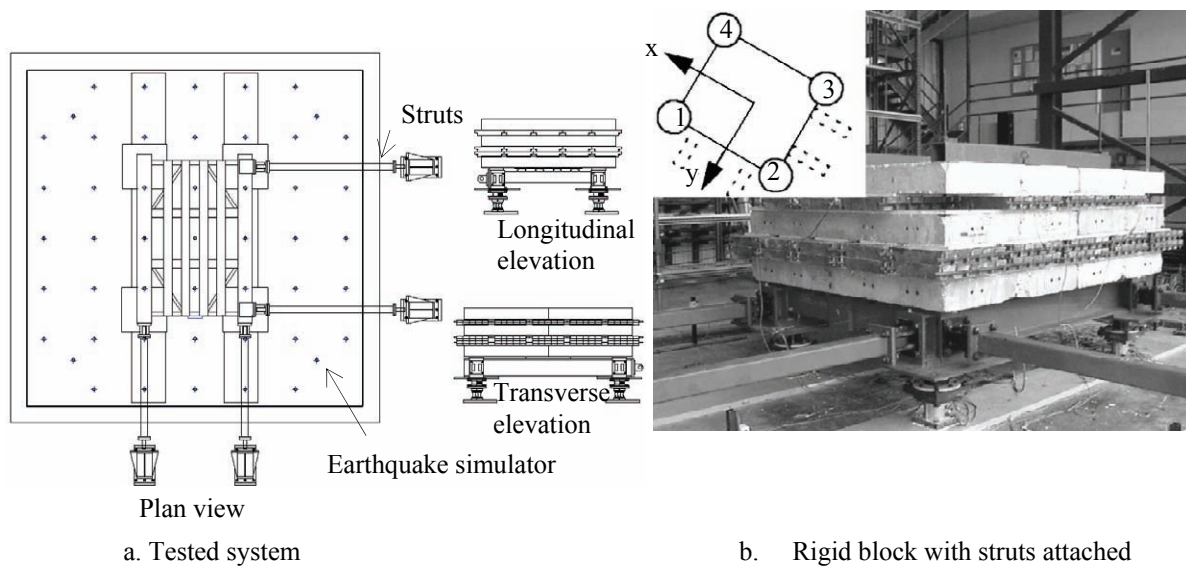 Struts
Longitudinal
elevation
Transverse
elevation
Earthquake simulator
Plan view
a. Tested system
4
x
3
1
2
y
b. Rigid block with struts attached